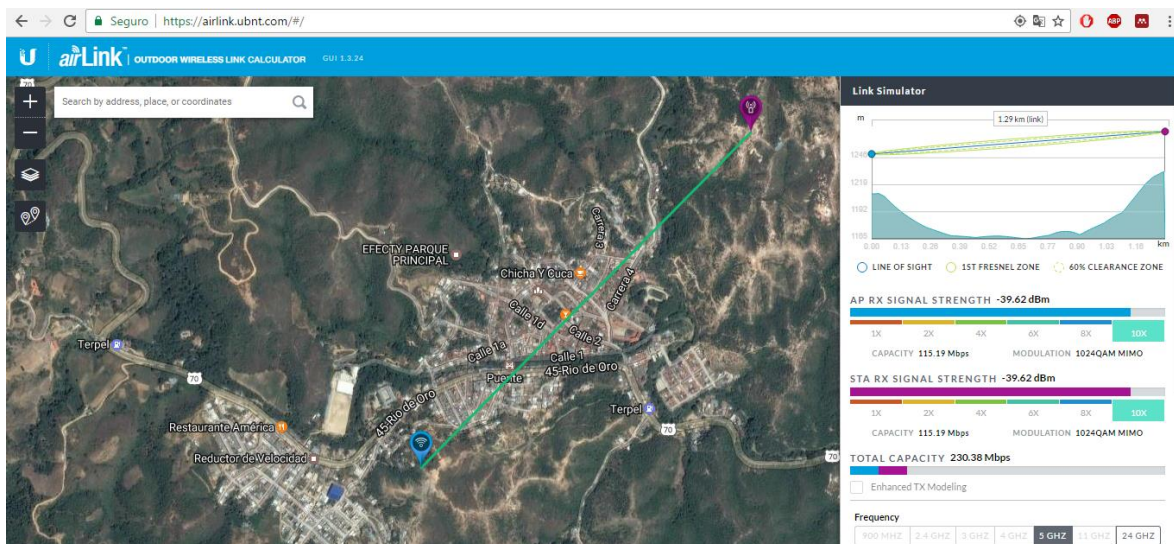 Seguro | https://airlink.ubnt.com/#/
ABP
U airLink™ | OUTDOOR WIRELESS LINK CALCULATOR GUI 1.3.24
70
+
Search by address, place, or coordinates
−
Carrera 3
EFECTY PARQUE
PRINCIPAL
Chicha Y Cuca
Carrera 4
Calle 1d
Calle 2
Terpel
Calle 1a
Calle 1
45-Rio de Oro
Puente
70
45-Rio de Oro
Terpel
Restaurante América
70
Reductor de Velocidad
70
Link Simulator
m
1.29 km (link)
1246
1219
1192
1165
0.00 0.13 0.26 0.39 0.52 0.65 0.77 0.90 1.03 1.16 km
LINE OF SIGHT 1ST FRESNEL ZONE 60% CLEARANCE ZONE
AP RX SIGNAL STRENGTH -39.62 dBm
1X 2X 4X 6X 8X 10X
CAPACITY 115.19 Mbps MODULATION 1024QAM MIMO
STA RX SIGNAL STRENGTH -39.62 dBm
1X 2X 4X 6X 8X 10X
CAPACITY 115.19 Mbps MODULATION 1024QAM MIMO
TOTAL CAPACITY 230.38 Mbps
Enhanced TX Modeling
Frequency
900 MHZ 2.4 GHZ 3 GHZ 4 GHZ 5 GHZ 11 GHZ 24 GHZ